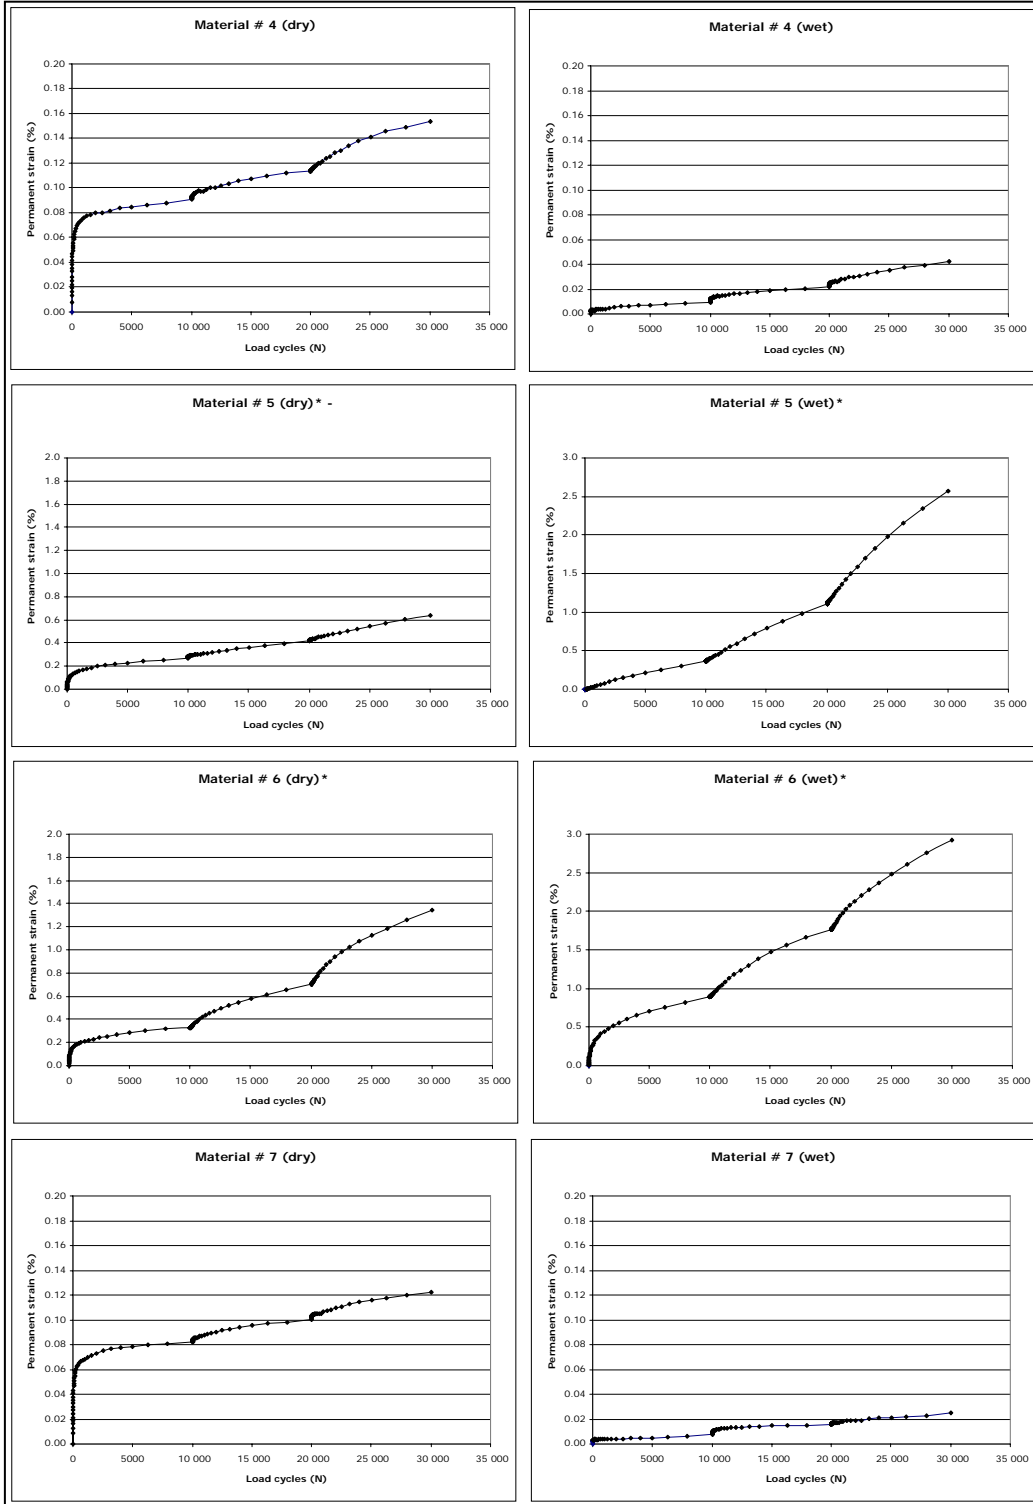 Material # 4 (dry)
Permanent strain (%)
0.20
0.18
0.16
0.14
0.12
0.10
0.08
0.06
0.04
0.02
0.00
0 5000 10 000 15 000 20 000 25 000 30 000 35 000
Load cycles (N)
Material # 4 (wet)
Permanent strain (%)
0.20
0.18
0.16
0.14
0.12
0.10
0.08
0.06
0.04
0.02
0.00
0 5000 10 000 15 000 20 000 25 000 30 000 35 000
Load cycles (N)
Material # 5 (dry)* -
Permanent strain (%)
2.0
1.8
1.6
1.4
1.2
1.0
0.8
0.6
0.4
0.2
0.0
0 5000 10 000 15 000 20 000 25 000 30 000 35 000
Load cycles (N)
Material # 5 (wet)*
Permanent strain (%)
3.0
2.5
2.0
1.5
1.0
0.5
0.0
0 5000 10 000 15 000 20 000 25 000 30 000 35 000
Load cycles (N)
Material # 6 (dry)*
Permanent strain (%)
2.0
1.8
1.6
1.4
1.2
1.0
0.8
0.6
0.4
0.2
0.0
0 5000 10 000 15 000 20 000 25 000 30 000 35 000
Load cycles (N)
Material # 6 (wet)*
Permanent strain (%)
3.0
2.5
2.0
1.5
1.0
0.5
0.0
0 5000 10 000 15 000 20 000 25 000 30 000 35 000
Load cycles (N)
Material # 7 (dry)
Permanent strain (%)
0.20
0.18
0.16
0.14
0.12
0.10
0.08
0.06
0.04
0.02
0.00
0 5000 10 000 15 000 20 000 25 000 30 000 35 000
Load cycles (N)
Material # 7 (wet)
Permanent strain (%)
0.20
0.18
0.16
0.14
0.12
0.10
0.08
0.06
0.04
0.02
0.00
0 5000 10 000 15 000 20 000 25 000 30 000 35 000
Load cycles (N)